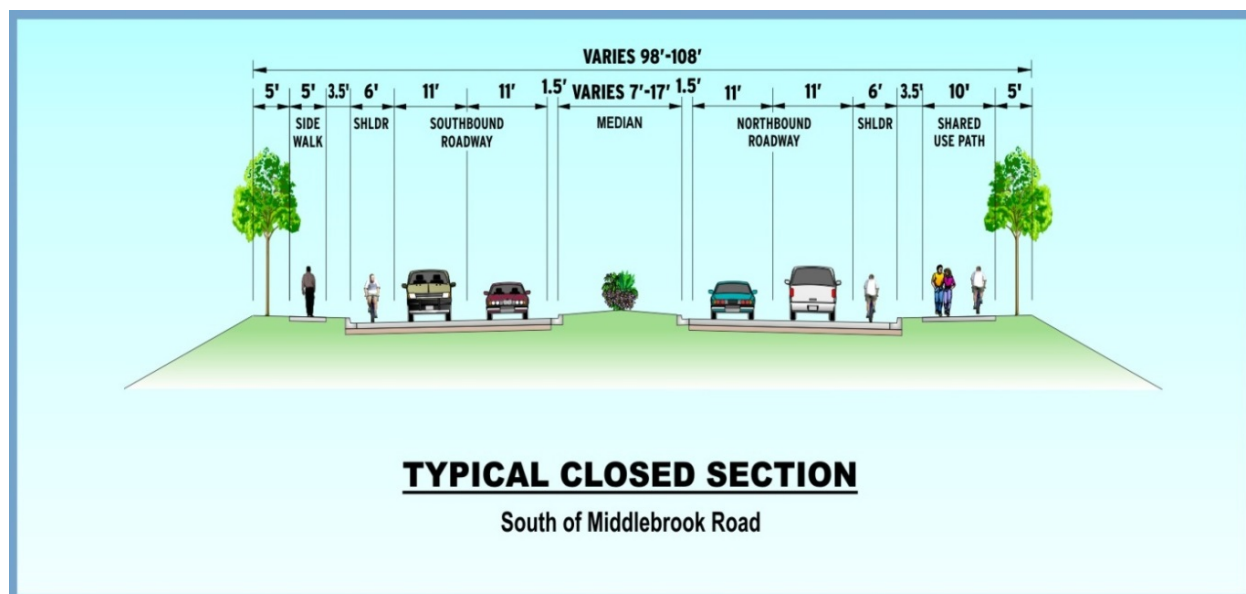 VARIES 98'-108'
5' 5' 3.5' 6' 11' 11' 1.5' VARIES 7'-17' 1.5' 11' 11' 6' 3.5' 10' 5'
SIDE SHLDR SOUTHBOUND MEDIAN NORTHBOUND SHLDR SHARED
WALK ROADWAY ROADWAY USE PATH
TYPICAL CLOSED SECTION
South of Middlebrook Road